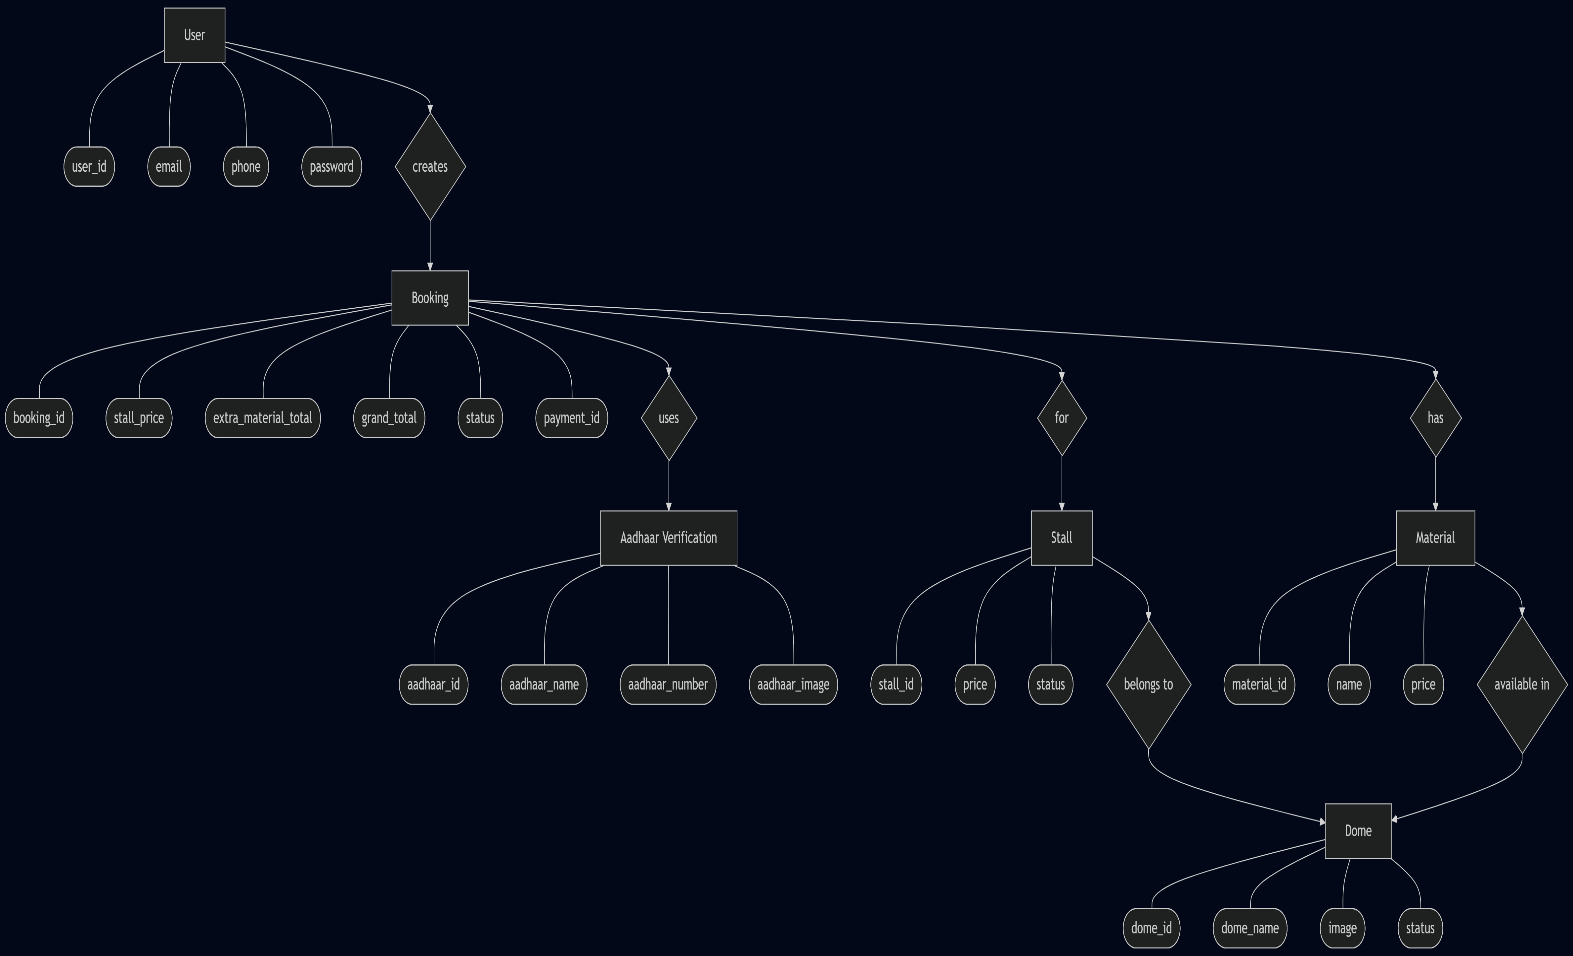 User
user_id
email
phone
password
creates
Booking
booking_id
stall_price
extra_material_total
grand_total
status
payment_id
uses
for
has
Aadhaar Verification
Stall
Material
aadhaar_id
aadhaar_name
aadhaar_number
aadhaar_image
stall_id
price
status
belongs to
material_id
name
price
available in
Dome
dome_id
dome_name
image
status